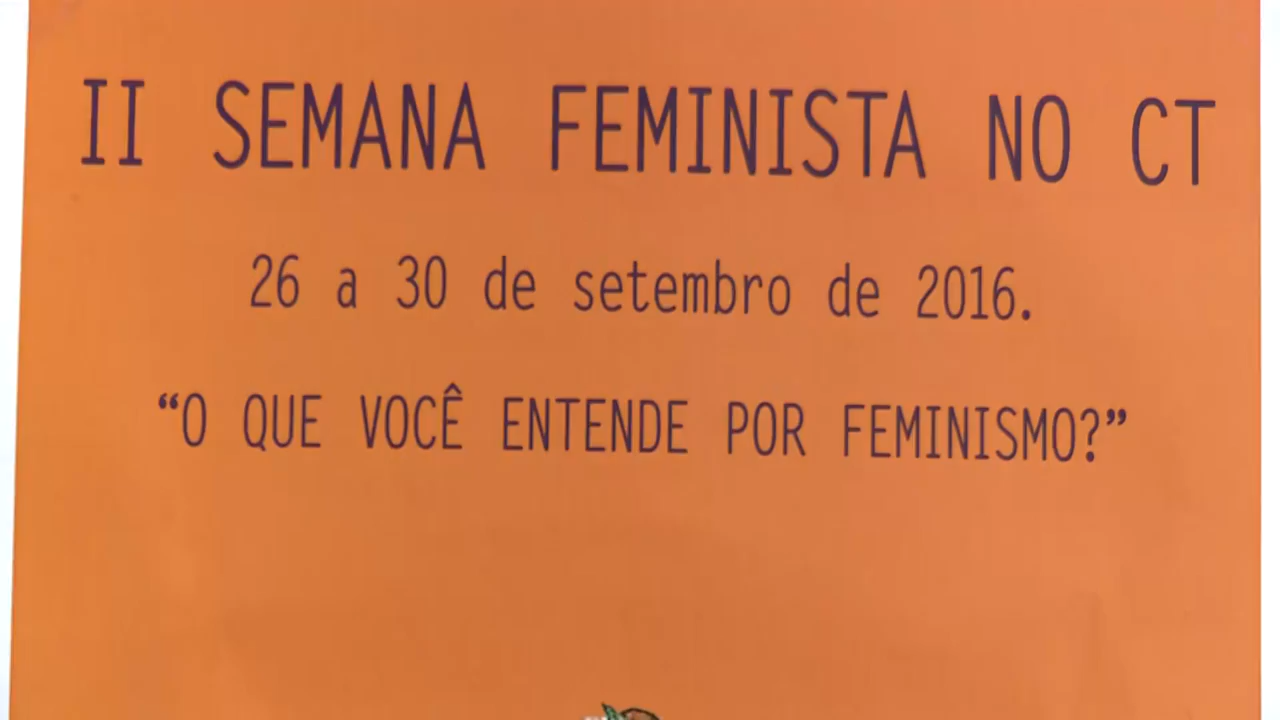 II SEMANA FEMINISTA NO CT
26 a 30 de setembro de 2016.
“O QUE VOCÊ ENTENDE POR FEMINISMO?”